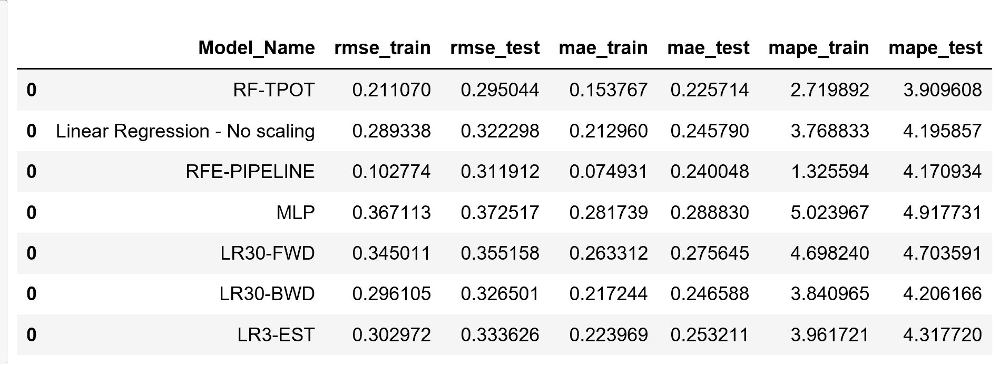 Model_Name rmse_train rmse_test mae_train mae_test mape_train mape_test
0 RF-TPOT 0.211070 0.295044 0.153767 0.225714 2.719892 3.909608
0 Linear Regression - No scaling 0.289338 0.322298 0.212960 0.245790 3.768833 4.195857
0 RFE-PIPELINE 0.102774 0.311912 0.074931 0.240048 1.325594 4.170934
0 MLP 0.367113 0.372517 0.281739 0.288830 5.023967 4.917731
0 LR30-FWD 0.345011 0.355158 0.263312 0.275645 4.698240 4.703591
0 LR30-BWD 0.296105 0.326501 0.217244 0.246588 3.840965 4.206166
0 LR3-EST 0.302972 0.333626 0.223969 0.253211 3.961721 4.317720